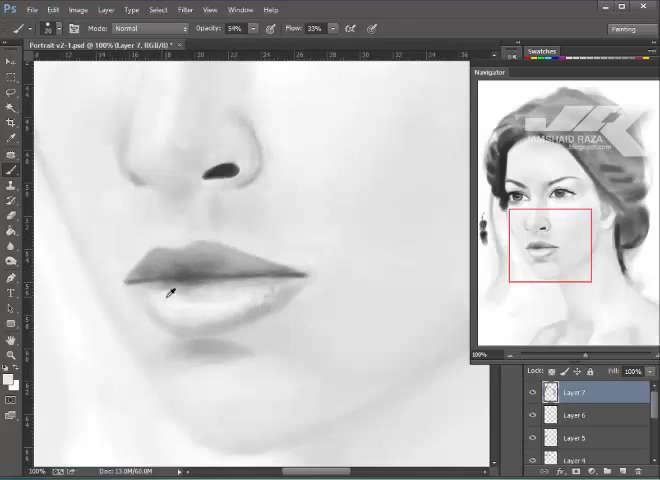 Ps File Edit Image Layer Type Select Filter View Window Help
20 Mode: Normal Opacity: 54% Flow: 33% Painting
Portrait v2-1.psd @ 100% (Layer 7, RGB/8) * ×
Swatches
Navigator
JAMSHAID RAZA
.blogspot.com
100%
Lock: Fill: 100%
Layer 7
Layer 6
Layer 5
Layer 4
100% Doc: 13.0M/60.0M